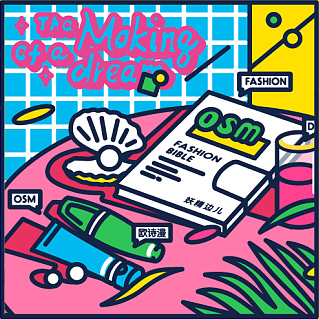 The Making
of a dream
FASHION
D
osm
FASHION
BIBLE
妖精边儿
OSM
欧诗漫